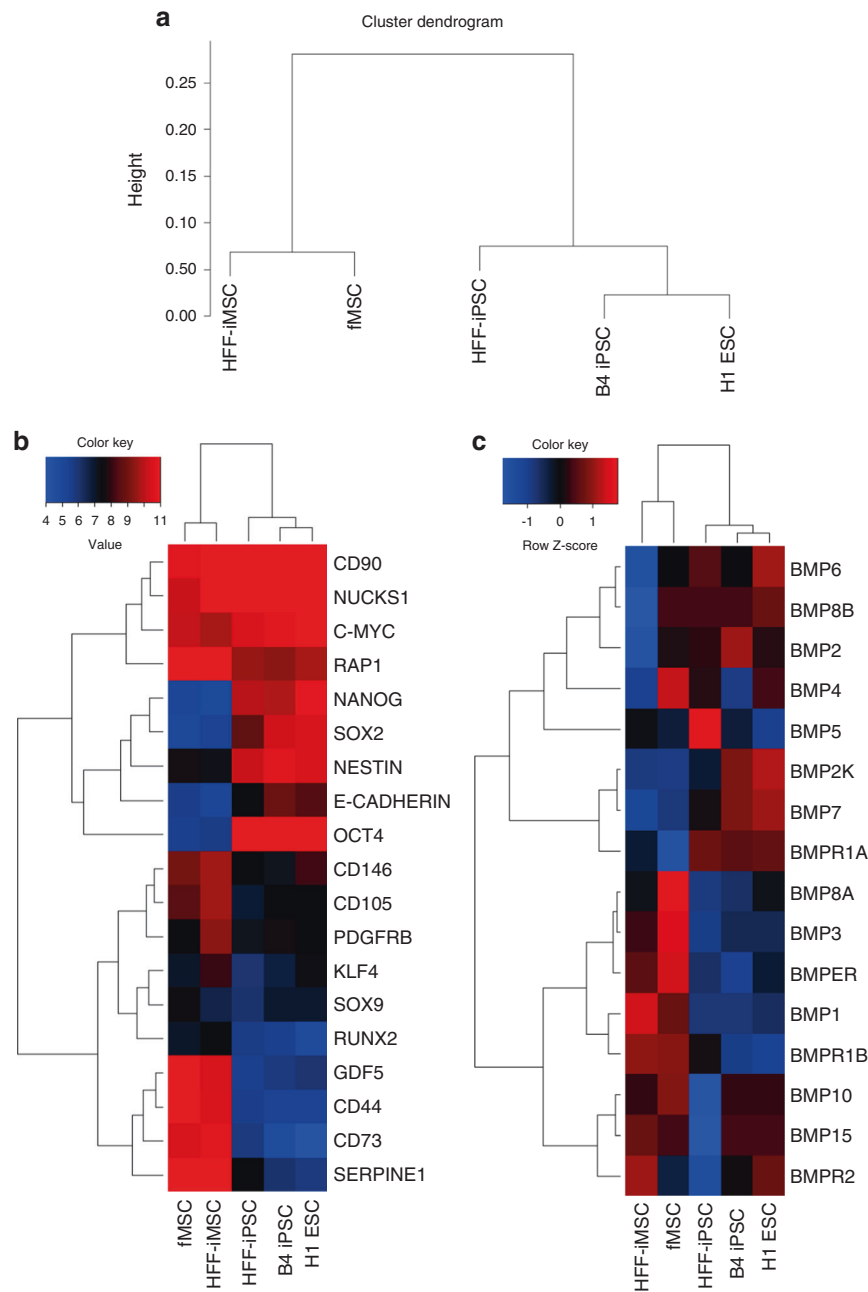 a
Cluster dendrogram
Height
0.25
0.20
0.15
0.10
0.50
0.00
HFF-iMSC
fMSC
HFF-iPSC
B4 iPSC
H1 ESC
b
Color key
4 5 6 7 8 9 11
Value
CD90
NUCKS1
C-MYC
RAP1
NANOG
SOX2
NESTIN
E-CADHERIN
OCT4
CD146
CD105
PDGFRB
KLF4
SOX9
RUNX2
GDF5
CD44
CD73
SERPINE1
fMSC
HFF-iMSC
HFF-iPSC
B4 iPSC
H1 ESC
c
Color key
-1 0 1
Row Z-score
BMP6
BMP8B
BMP2
BMP4
BMP5
BMP2K
BMP7
BMPR1A
BMP8A
BMP3
BMPER
BMP1
BMPR1B
BMP10
BMP15
BMPR2
HFF-iMSC
fMSC
HFF-iPSC
B4 iPSC
H1 ESC